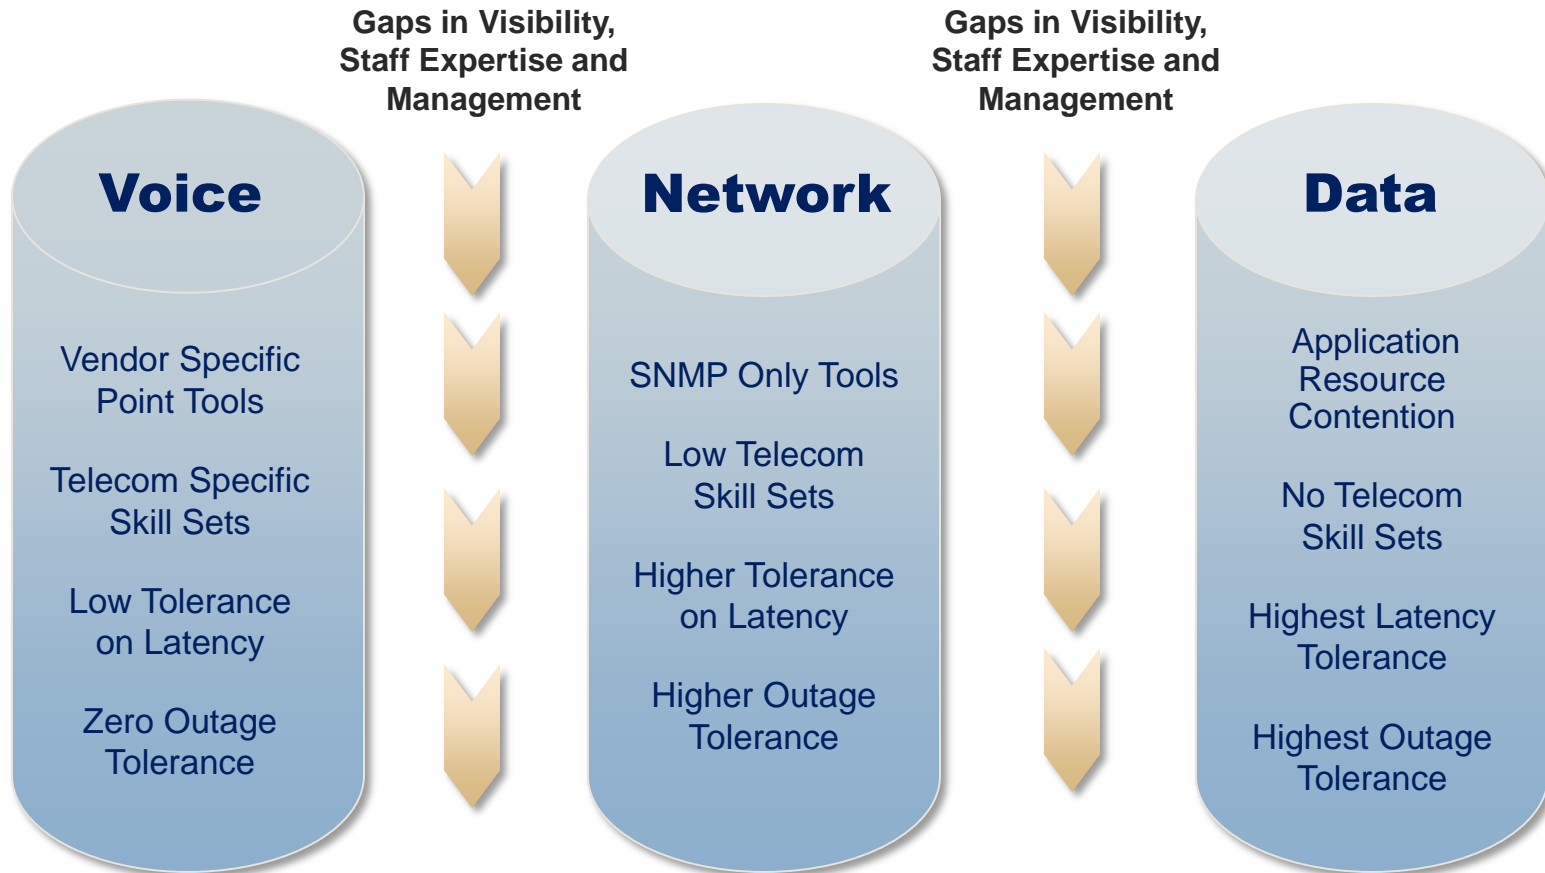 Gaps in Visibility,
Staff Expertise and
Management
Gaps in Visibility,
Staff Expertise and
Management
Voice
Vendor Specific
Point Tools
Telecom Specific
Skill Sets
Low Tolerance
on Latency
Zero Outage
Tolerance
Network
SNMP Only Tools
Low Telecom
Skill Sets
Higher Tolerance
on Latency
Higher Outage
Tolerance
Data
Application
Resource
Contention
No Telecom
Skill Sets
Highest Latency
Tolerance
Highest Outage
Tolerance